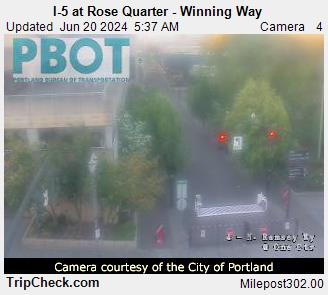 I-5 at Rose Quarter - Winning Way
Updated Jun 20 2024 5:37 AM Camera 4
PBOT
PORTLAND BUREAU OF TRANSPORTATION
Camera courtesy of the City of Portland
TripCheck.com Milepost302.00